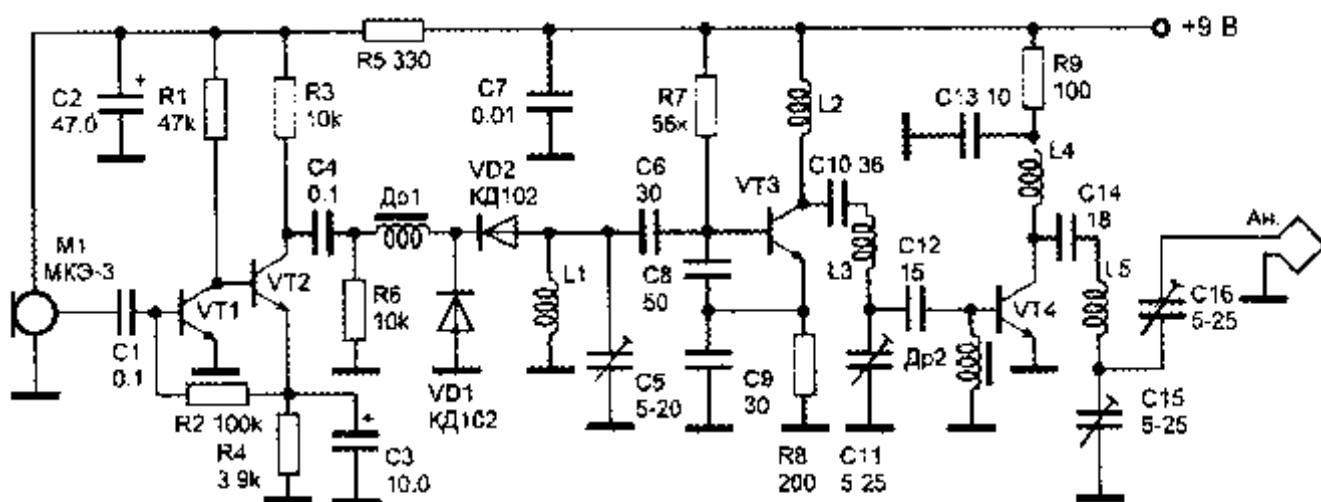 +9 В
R5 330
C2
47.0
R1
47k
R3
10k
C7
0.01
R7
56к
L2
C13 10
R9
100
L4
C4
0.1
Др1
VD2
КД102
C6
30
VT3
C10 36
C14
18
Ан.
M1
МКЭ-3
VT1
VT2
R6
10k
L1
C8
50
L3
C12
15
VT4
L5
C16
5-25
C1
0.1
R2 100k
R4
3.9k
C3
10.0
VD1
КД102
C5
5-20
C9
30
R8
200
C11
5 25
Др2
C15
5-25